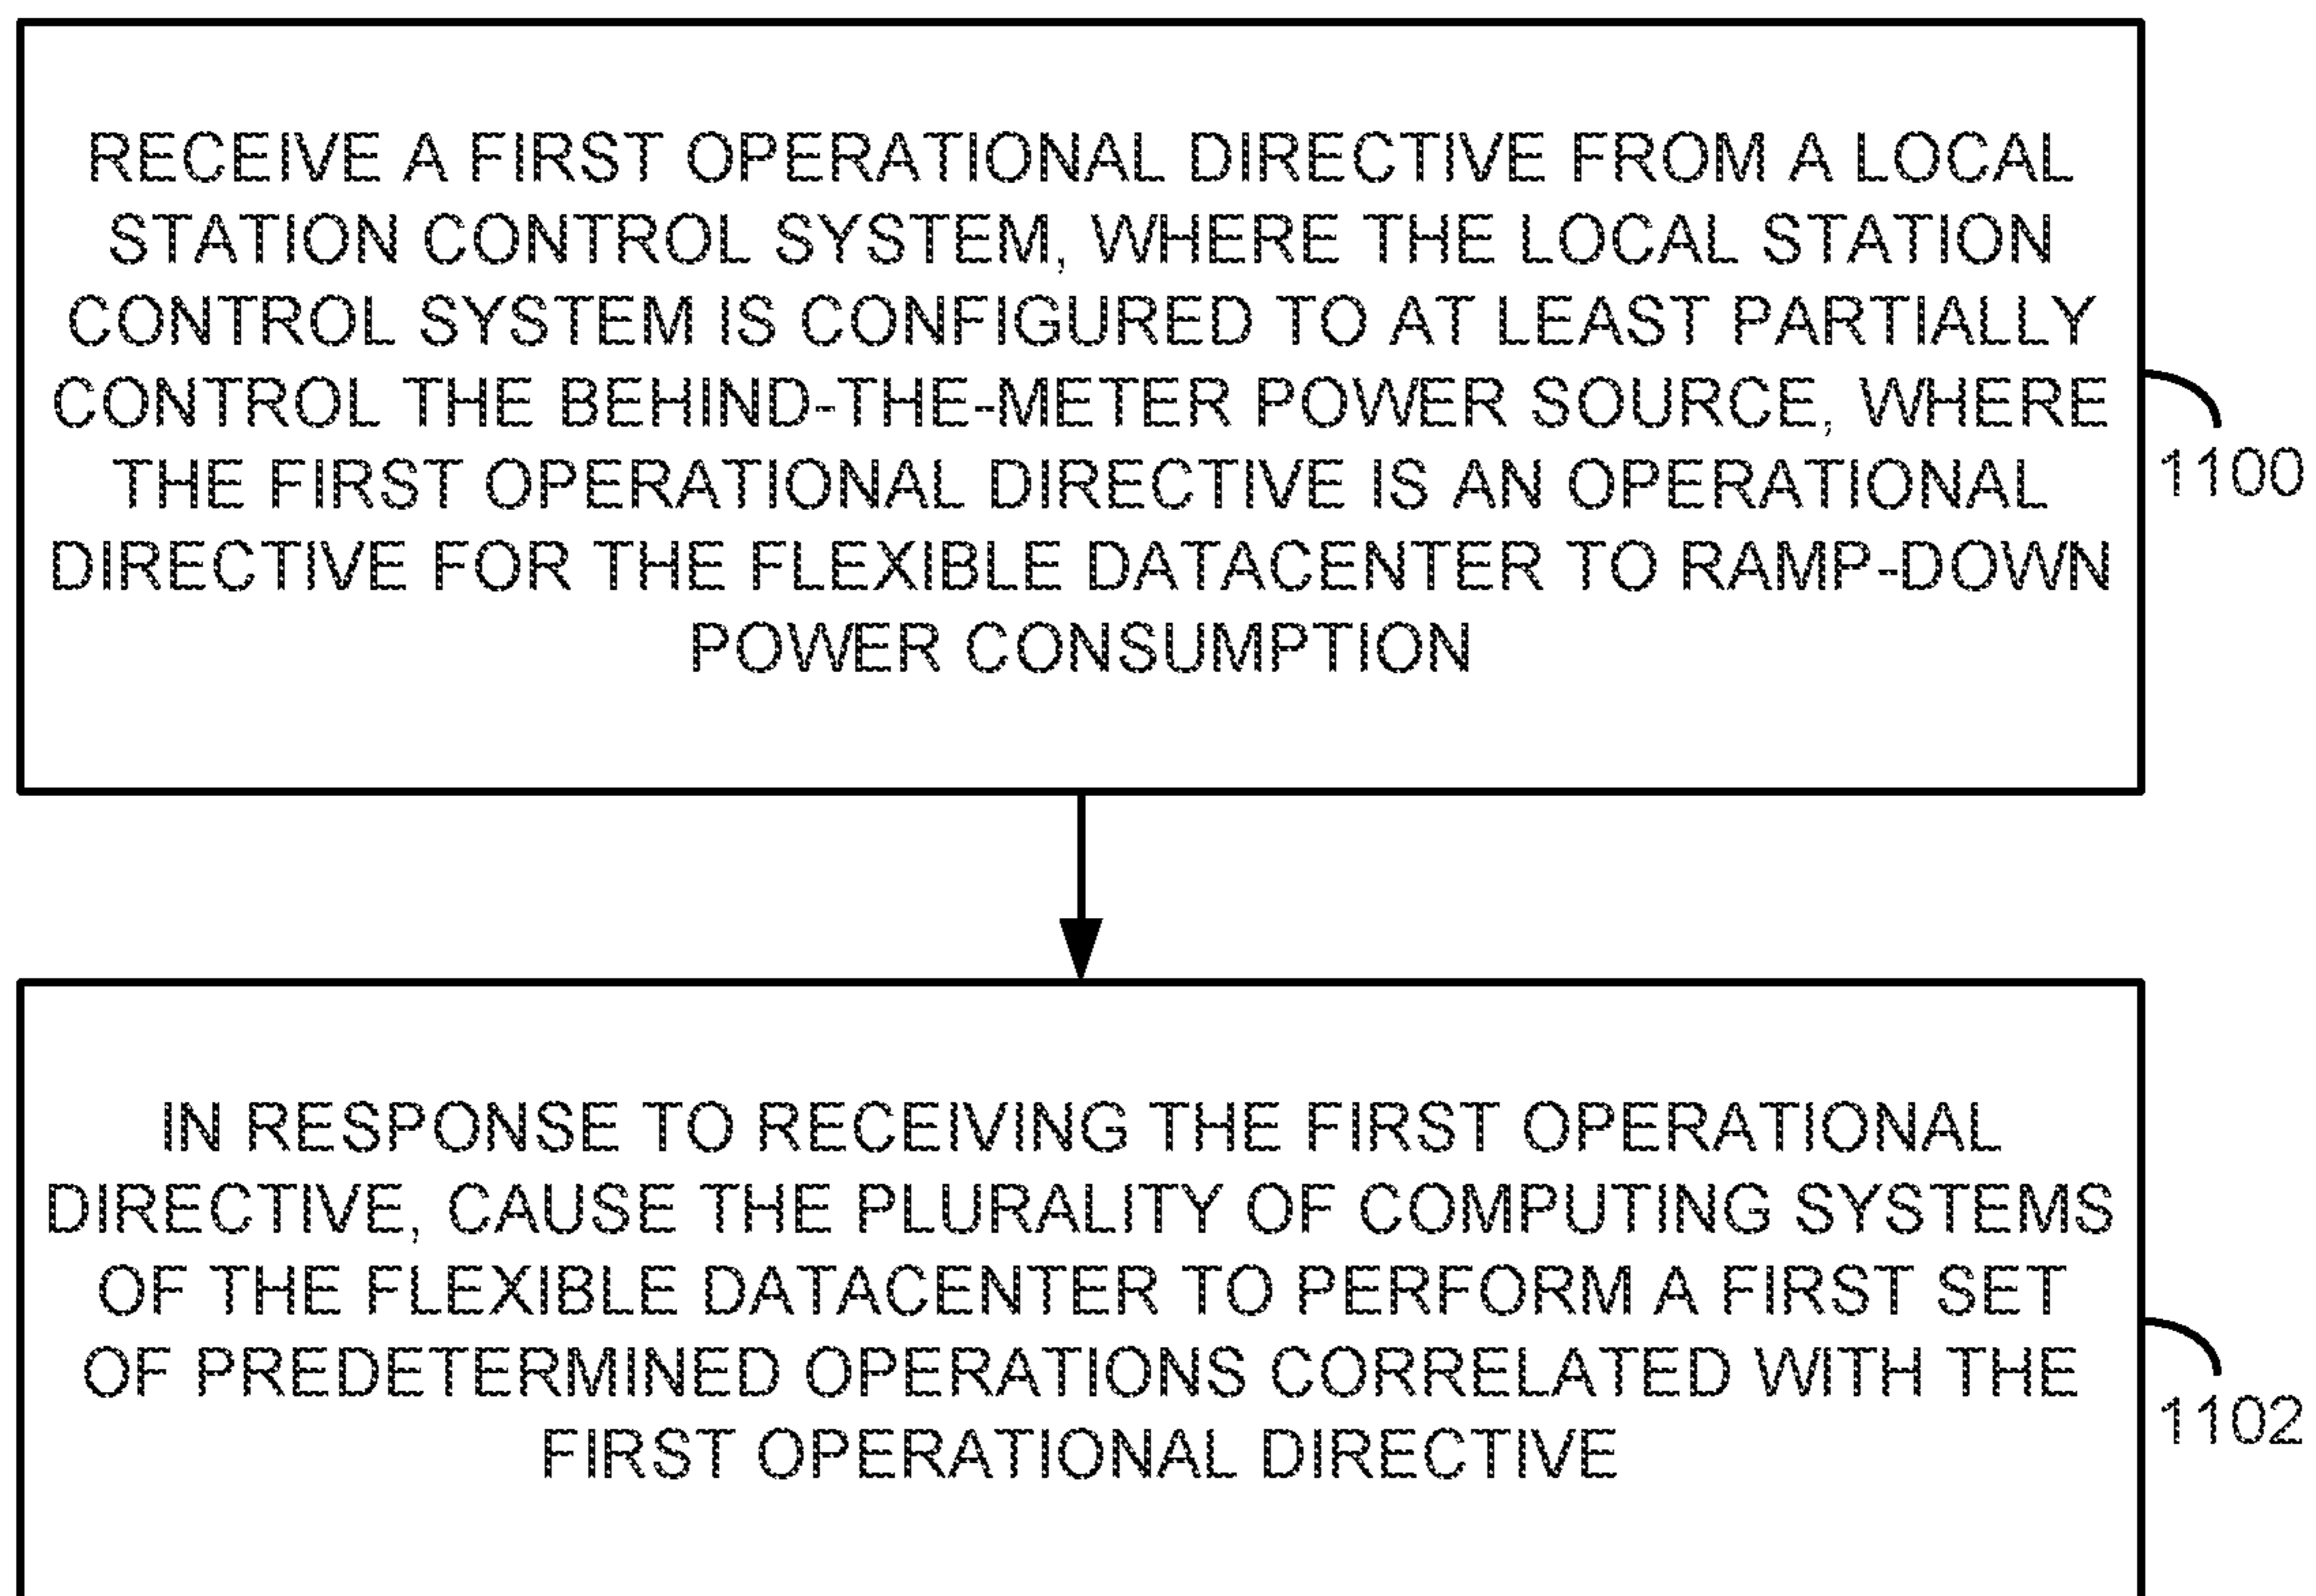 RECEIVE A FIRST OPERATIONAL DIRECTIVE FROM A LOCAL
STATION CONTROL SYSTEM, WHERE THE LOCAL STATION
CONTROL SYSTEM IS CONFIGURED TO AT LEAST PARTIALLY
CONTROL THE BEHIND-THE-METER POWER SOURCE, WHERE
THE FIRST OPERATIONAL DIRECTIVE IS AN OPERATIONAL
DIRECTIVE FOR THE FLEXIBLE DATACENTER TO RAMP-DOWN
POWER CONSUMPTION
1100
IN RESPONSE TO RECEIVING THE FIRST OPERATIONAL
DIRECTIVE, CAUSE THE PLURALITY OF COMPUTING SYSTEMS
OF THE FLEXIBLE DATACENTER TO PERFORM A FIRST SET
OF PREDETERMINED OPERATIONS CORRELATED WITH THE
FIRST OPERATIONAL DIRECTIVE
1102